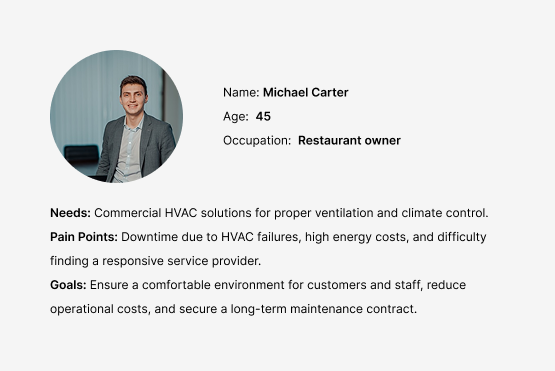 Name: Michael Carter
Age: 45
Occupation: Restaurant owner
Needs: Commercial HVAC solutions for proper ventilation and climate control.
Pain Points: Downtime due to HVAC failures, high energy costs, and difficulty
finding a responsive service provider.
Goals: Ensure a comfortable environment for customers and staff, reduce
operational costs, and secure a long-term maintenance contract.